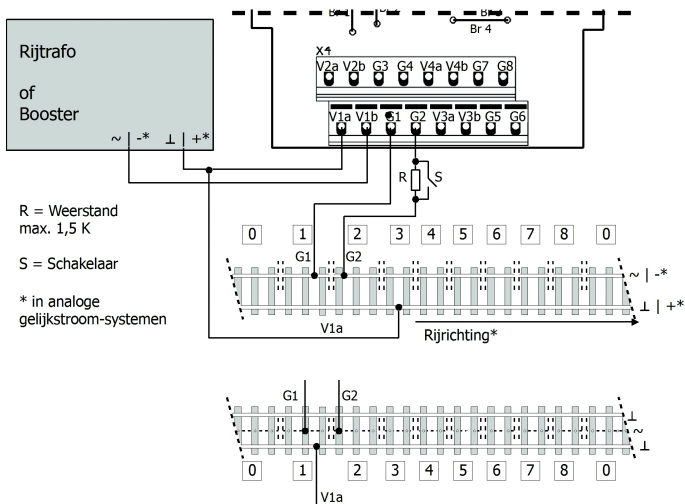 Br 4
X4
V2a V2b G3 G4 V4a V4b G7 G8
V1a V1b G1 G2 V3a V3b G5 G6
Rijtrafo
of
Booster
~ | -* ⊥ | +*
R S
R = Weerstand
max. 1,5 K
S = Schakelaar
* in analoge
gelijkstroom-systemen
0 1 2 3 4 5 6 7 8 0
G1 G2
~ | -*
⊥ | +*
V1a
Rijrichting*
G1 G2
⊥
~
⊥
0 1 2 3 4 5 6 7 8 0
V1a